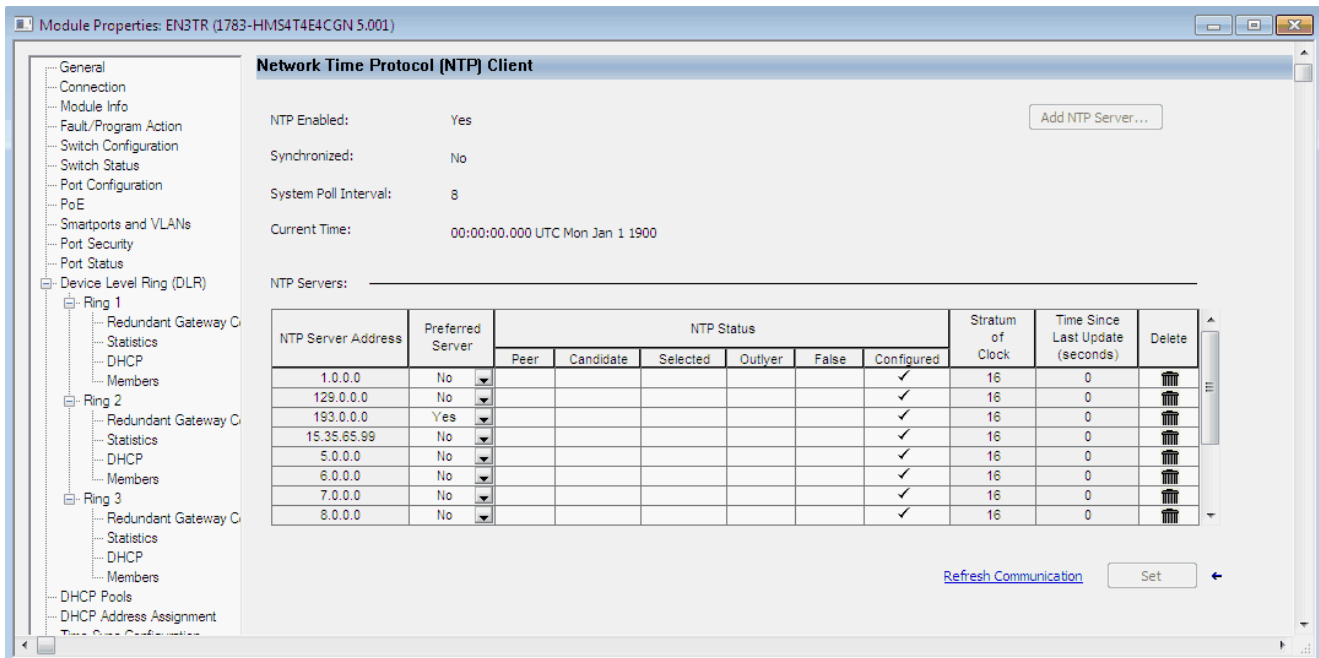 Module Properties: EN3TR (1783-HMS4T4E4CGN 5.001)
General
Connection
Module Info
Fault/Program Action
Switch Configuration
Switch Status
Port Configuration
PoE
Smartports and VLANs
Port Security
Port Status
Device Level Ring (DLR)
Ring 1
Redundant Gateway
Statistics
DHCP
Members
Ring 2
Redundant Gateway
Statistics
DHCP
Members
Ring 3
Redundant Gateway
Statistics
DHCP
Members
DHCP Pools
DHCP Address Assignment
Time Sync Configuration
Network Time Protocol (NTP) Client
NTP Enabled: Yes
Add NTP Server...
Synchronized: No
System Poll Interval: 8
Current Time: 00:00:00.000 UTC Mon Jan 1 1900
NTP Servers:
NTP Server Address Preferred Server NTP Status Stratum of Clock Time Since Last Update (seconds) Delete
Peer Candidate Selected Outlyer False Configured
1.0.0.0 No ✓ 16 0
129.0.0.0 No ✓ 16 0
193.0.0.0 Yes ✓ 16 0
15.35.65.99 No ✓ 16 0
5.0.0.0 No ✓ 16 0
6.0.0.0 No ✓ 16 0
7.0.0.0 No ✓ 16 0
8.0.0.0 No ✓ 16 0
Refresh Communication Set